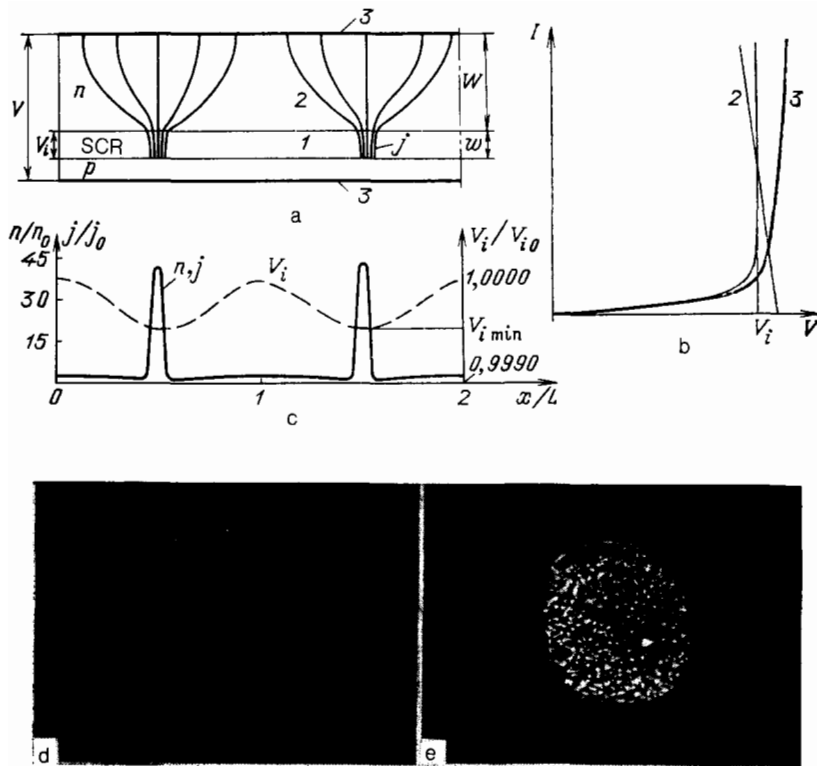 3
n 2 W
V
V_i SCR 1 j w
p
3
a
n/n_0 j/j_0 V_i/V_i0
45 n,j V_i 1,0000
30
15 V_i min
0,9990
0 1 2 x/L
c
I
2 3
V_i V
b
d e